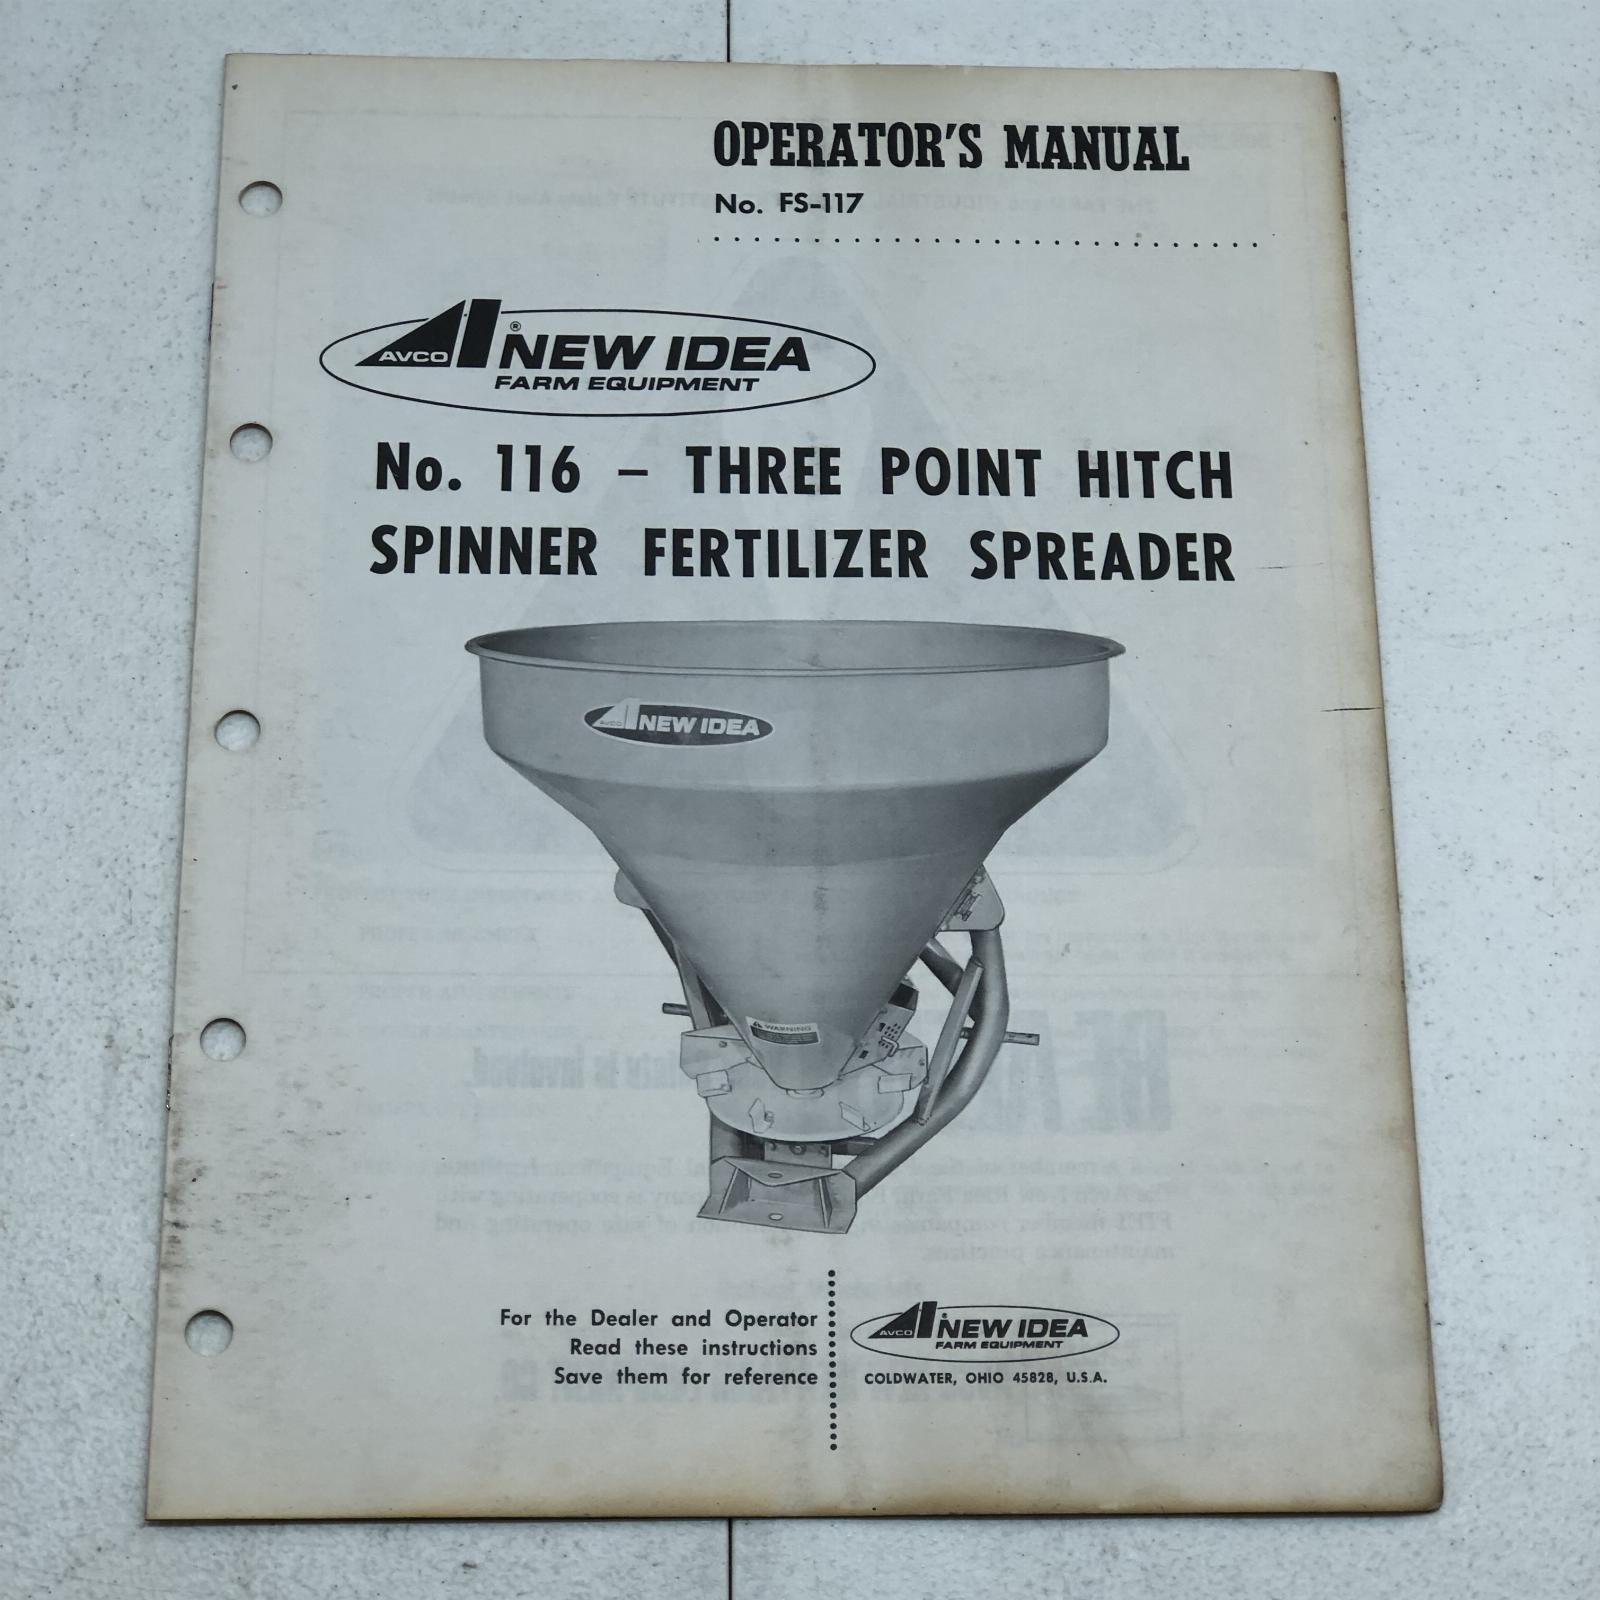 OPERATOR'S MANUAL
No. FS-117
AVCO ® NEW IDEA
FARM EQUIPMENT
No. 116 – THREE POINT HITCH
SPINNER FERTILIZER SPREADER
AVCO NEW IDEA
WARNING
For the Dealer and Operator
Read these instructions
Save them for reference
AVCO NEW IDEA
FARM EQUIPMENT
COLDWATER, OHIO 45828, U.S.A.